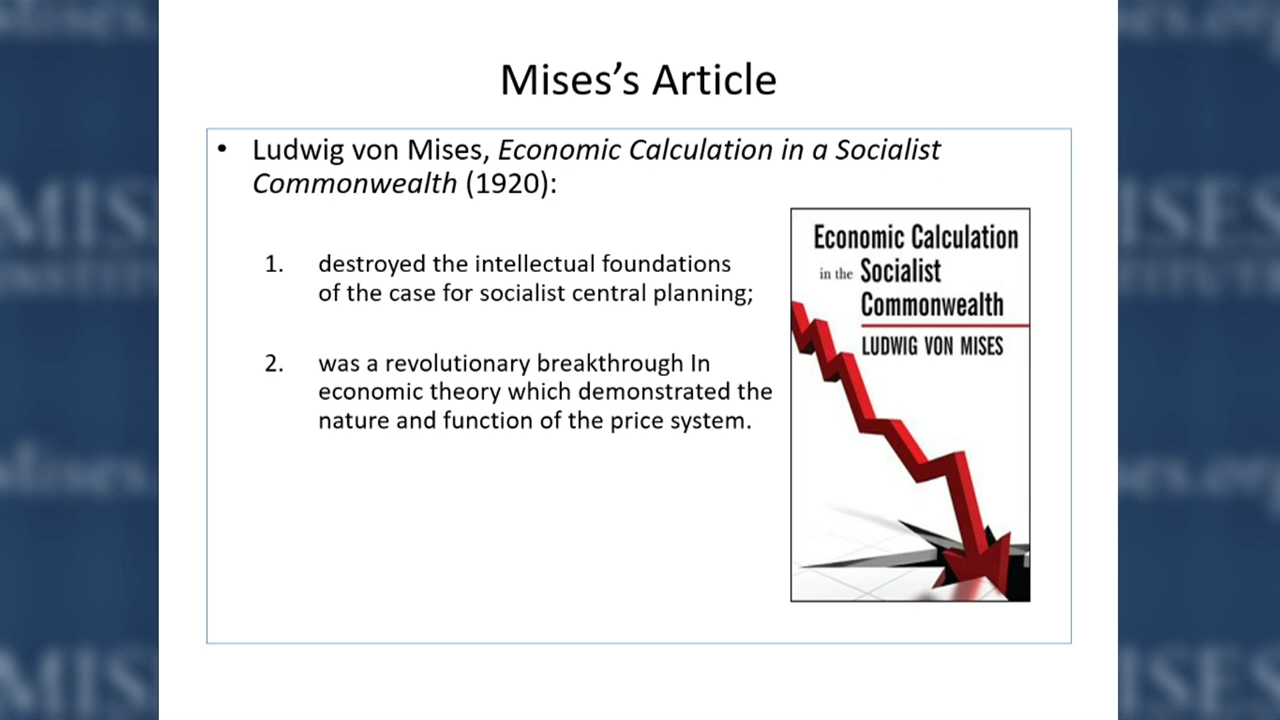 Mises’s Article
• Ludwig von Mises, Economic Calculation in a Socialist
Commonwealth (1920):
1. destroyed the intellectual foundations
of the case for socialist central planning;
2. was a revolutionary breakthrough In
economic theory which demonstrated the
nature and function of the price system.
Economic Calculation
in the Socialist
Commonwealth
LUDWIG VON MISES